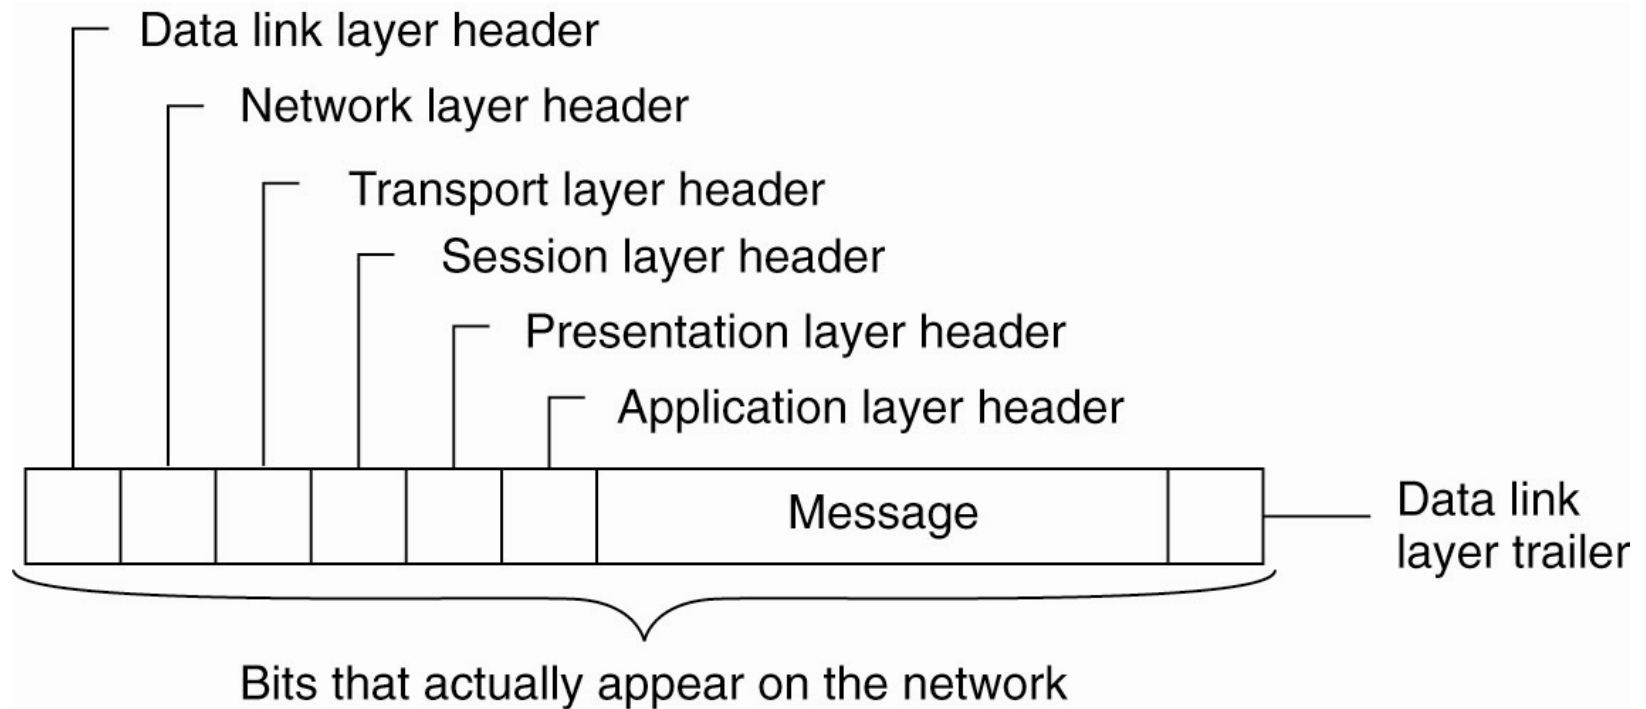 Data link layer header
Network layer header
Transport layer header
Session layer header
Presentation layer header
Application layer header
Message
Data link
layer trailer
Bits that actually appear on the network